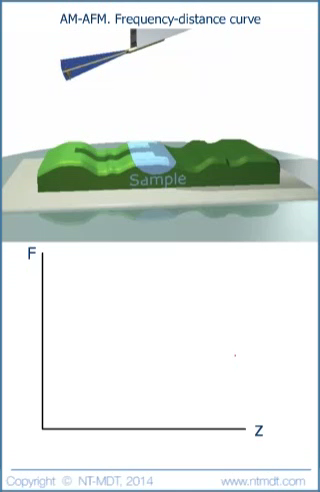 AM-AFM. Frequency-distance curve
Sample
F
Z
Copyright © NT-MDT, 2014
www.ntmdt.com